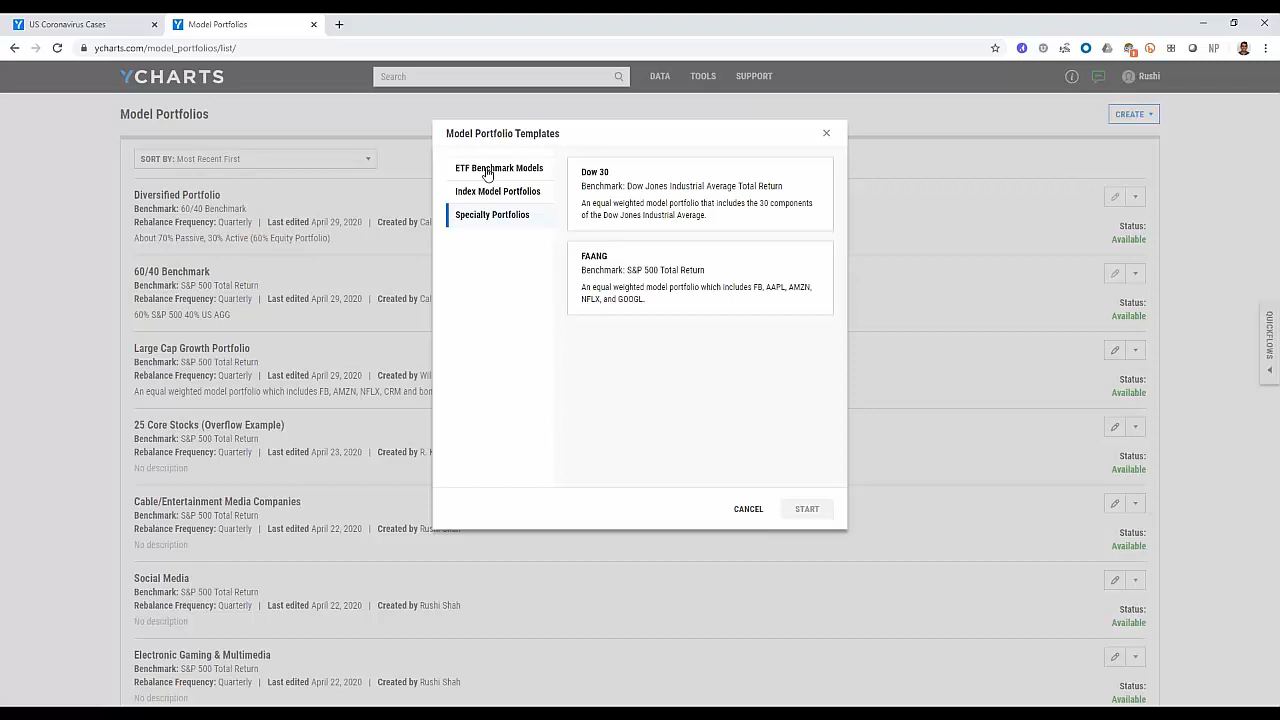 US Coronavirus Cases
Model Portfolios
ycharts.com/model_portfolios/list/
NP
YCHARTS
Search
DATA
TOOLS
SUPPORT
Rushi
Model Portfolios
CREATE
SORT BY: Most Recent First
Diversified Portfolio
Benchmark: 60/40 Benchmark
Rebalance Frequency: Quarterly | Last edited April 29, 2020 | Created by Cal
About 70% Passive, 30% Active (60% Equity Portfolio)
Status:
Available
60/40 Benchmark
Benchmark: S&P 500 Total Return
Rebalance Frequency: Quarterly | Last edited April 29, 2020 | Created by Cal
60% S&P 500 40% US AGG
Status:
Available
Large Cap Growth Portfolio
Benchmark: S&P 500 Total Return
Rebalance Frequency: Quarterly | Last edited April 29, 2020 | Created by Wil
An equal weighted model portfolio which includes FB, AMZN, NFLX, CRM and bon
Status:
Available
25 Core Stocks (Overflow Example)
Benchmark: S&P 500 Total Return
Rebalance Frequency: Quarterly | Last edited April 23, 2020 | Created by R. K
No description
Status:
Available
Cable/Entertainment Media Companies
Benchmark: S&P 500 Total Return
Rebalance Frequency: Quarterly | Last edited April 22, 2020 | Created by Rushi Shah
No description
Status:
Available
Social Media
Benchmark: S&P 500 Total Return
Rebalance Frequency: Quarterly | Last edited April 22, 2020 | Created by Rushi Shah
No description
Status:
Available
Electronic Gaming & Multimedia
Benchmark: S&P 500 Total Return
Rebalance Frequency: Quarterly | Last edited April 22, 2020 | Created by Rushi Shah
No description
Status:
Available
Model Portfolio Templates
ETF Benchmark Models
Index Model Portfolios
Specialty Portfolios
Dow 30
Benchmark: Dow Jones Industrial Average Total Return
An equal weighted model portfolio that includes the 30 components
of the Dow Jones Industrial Average.
FAANG
Benchmark: S&P 500 Total Return
An equal weighted model portfolio which includes FB, AAPL, AMZN,
NFLX, and GOOGL.
CANCEL
START
QUICKFLOWS